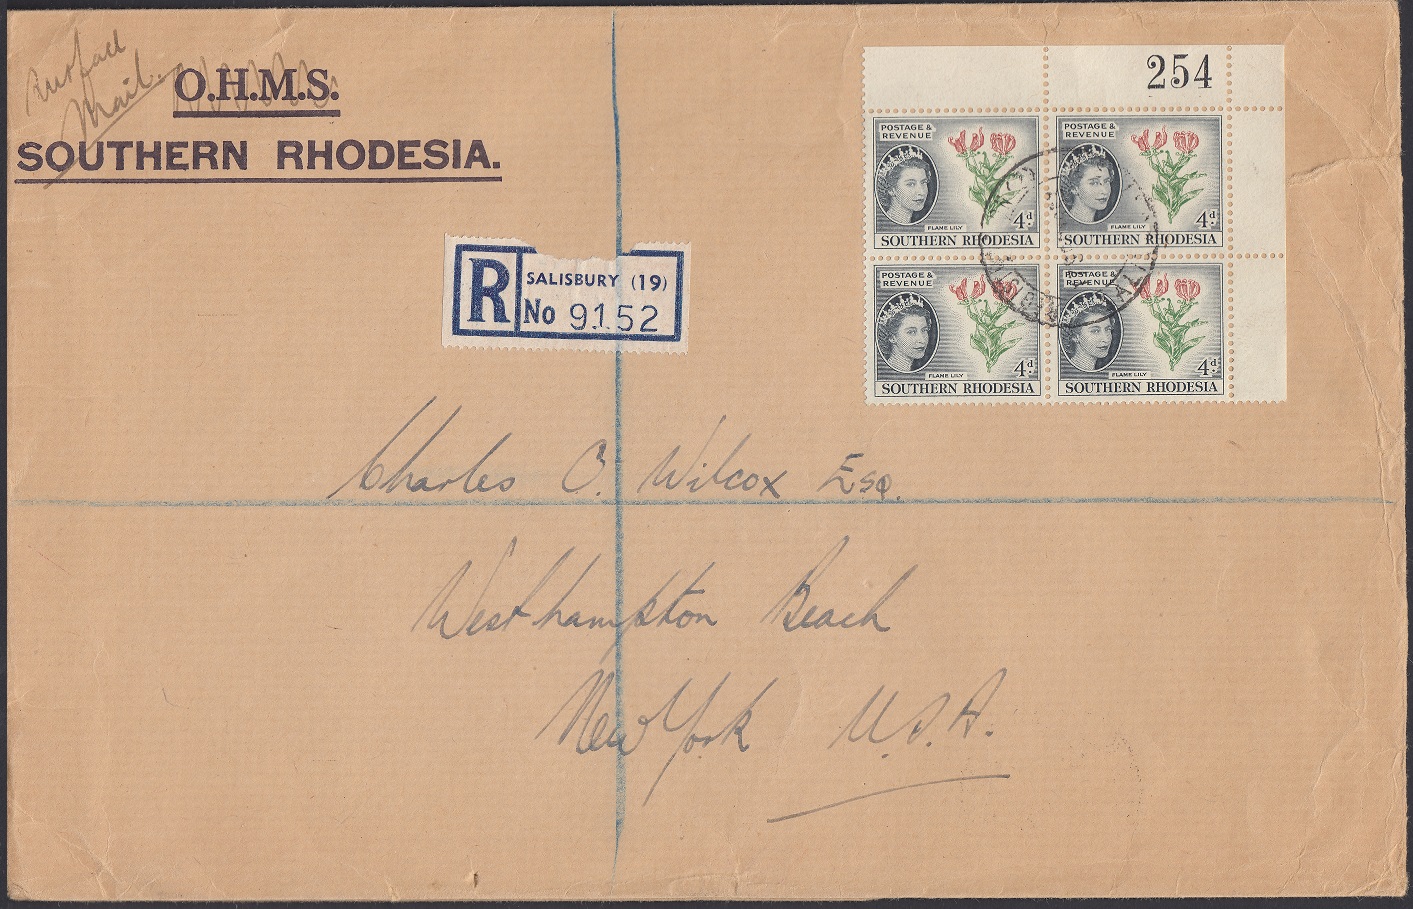 Surface
Mail.
O.H.M.S.
SOUTHERN RHODESIA.
254
POSTAGE &
REVENUE
FLAME LILY
4d.
SOUTHERN RHODESIA
POSTAGE &
REVENUE
FLAME LILY
4d.
SOUTHERN RHODESIA
POSTAGE &
REVENUE
FLAME LILY
4d.
SOUTHERN RHODESIA
POSTAGE &
REVENUE
FLAME LILY
4d.
SOUTHERN RHODESIA
R
SALISBURY (19)
No 9152
Charles C. Wilcox Esq.
Westhampton Beach
New York U.S.A.